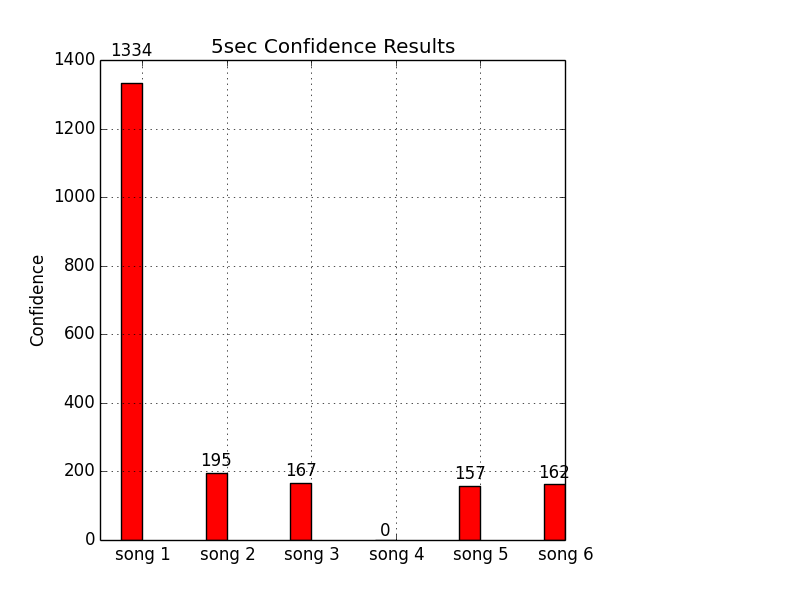 5sec Confidence Results
Confidence
1400
1200
1000
800
600
400
200
0
1334
195
167
0
157
162
song 1
song 2
song 3
song 4
song 5
song 6